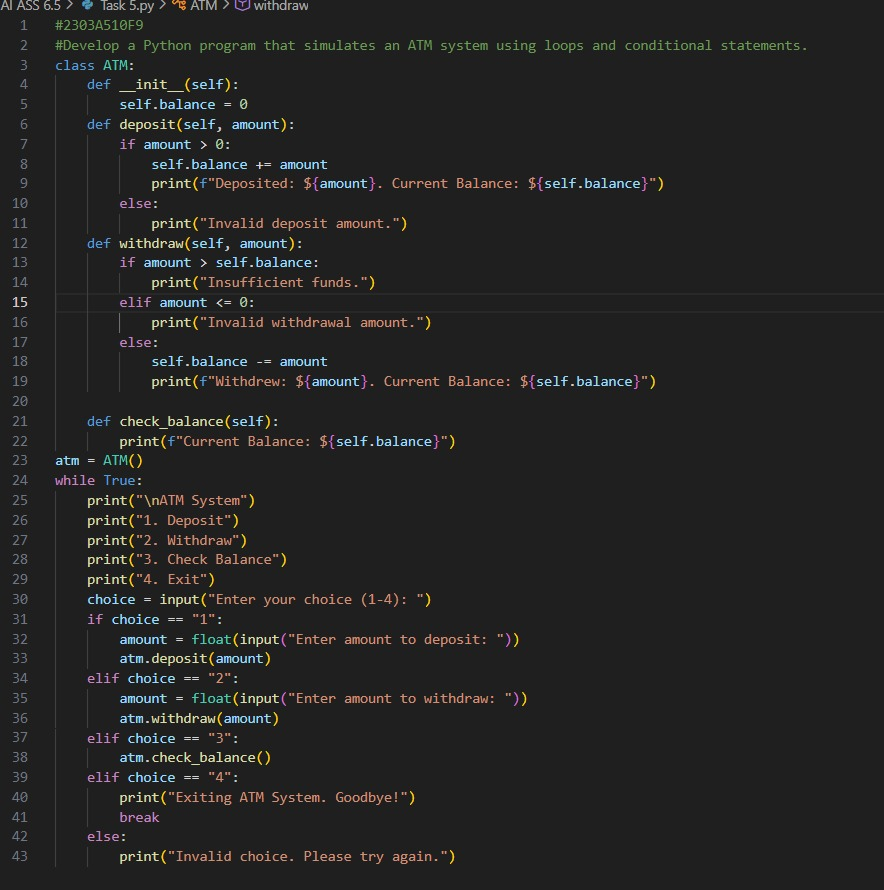 AI ASS 6.5 > Task 5.py > ATM > withdraw
1 #2303A510F9
2 #Develop a Python program that simulates an ATM system using loops and conditional statements.
3 class ATM:
4     def __init__(self):
5         self.balance = 0
6     def deposit(self, amount):
7         if amount > 0:
8             self.balance += amount
9             print(f"Deposited: ${amount}. Current Balance: ${self.balance}")
10         else:
11             print("Invalid deposit amount.")
12     def withdraw(self, amount):
13         if amount > self.balance:
14             print("Insufficient funds.")
15         elif amount <= 0:
16             print("Invalid withdrawal amount.")
17         else:
18             self.balance -= amount
19             print(f"Withdrew: ${amount}. Current Balance: ${self.balance}")
20
21     def check_balance(self):
22         print(f"Current Balance: ${self.balance}")
23 atm = ATM()
24 while True:
25     print("\nATM System")
26     print("1. Deposit")
27     print("2. Withdraw")
28     print("3. Check Balance")
29     print("4. Exit")
30     choice = input("Enter your choice (1-4): ")
31     if choice == "1":
32         amount = float(input("Enter amount to deposit: "))
33         atm.deposit(amount)
34     elif choice == "2":
35         amount = float(input("Enter amount to withdraw: "))
36         atm.withdraw(amount)
37     elif choice == "3":
38         atm.check_balance()
39     elif choice == "4":
40         print("Exiting ATM System. Goodbye!")
41         break
42     else:
43         print("Invalid choice. Please try again.")